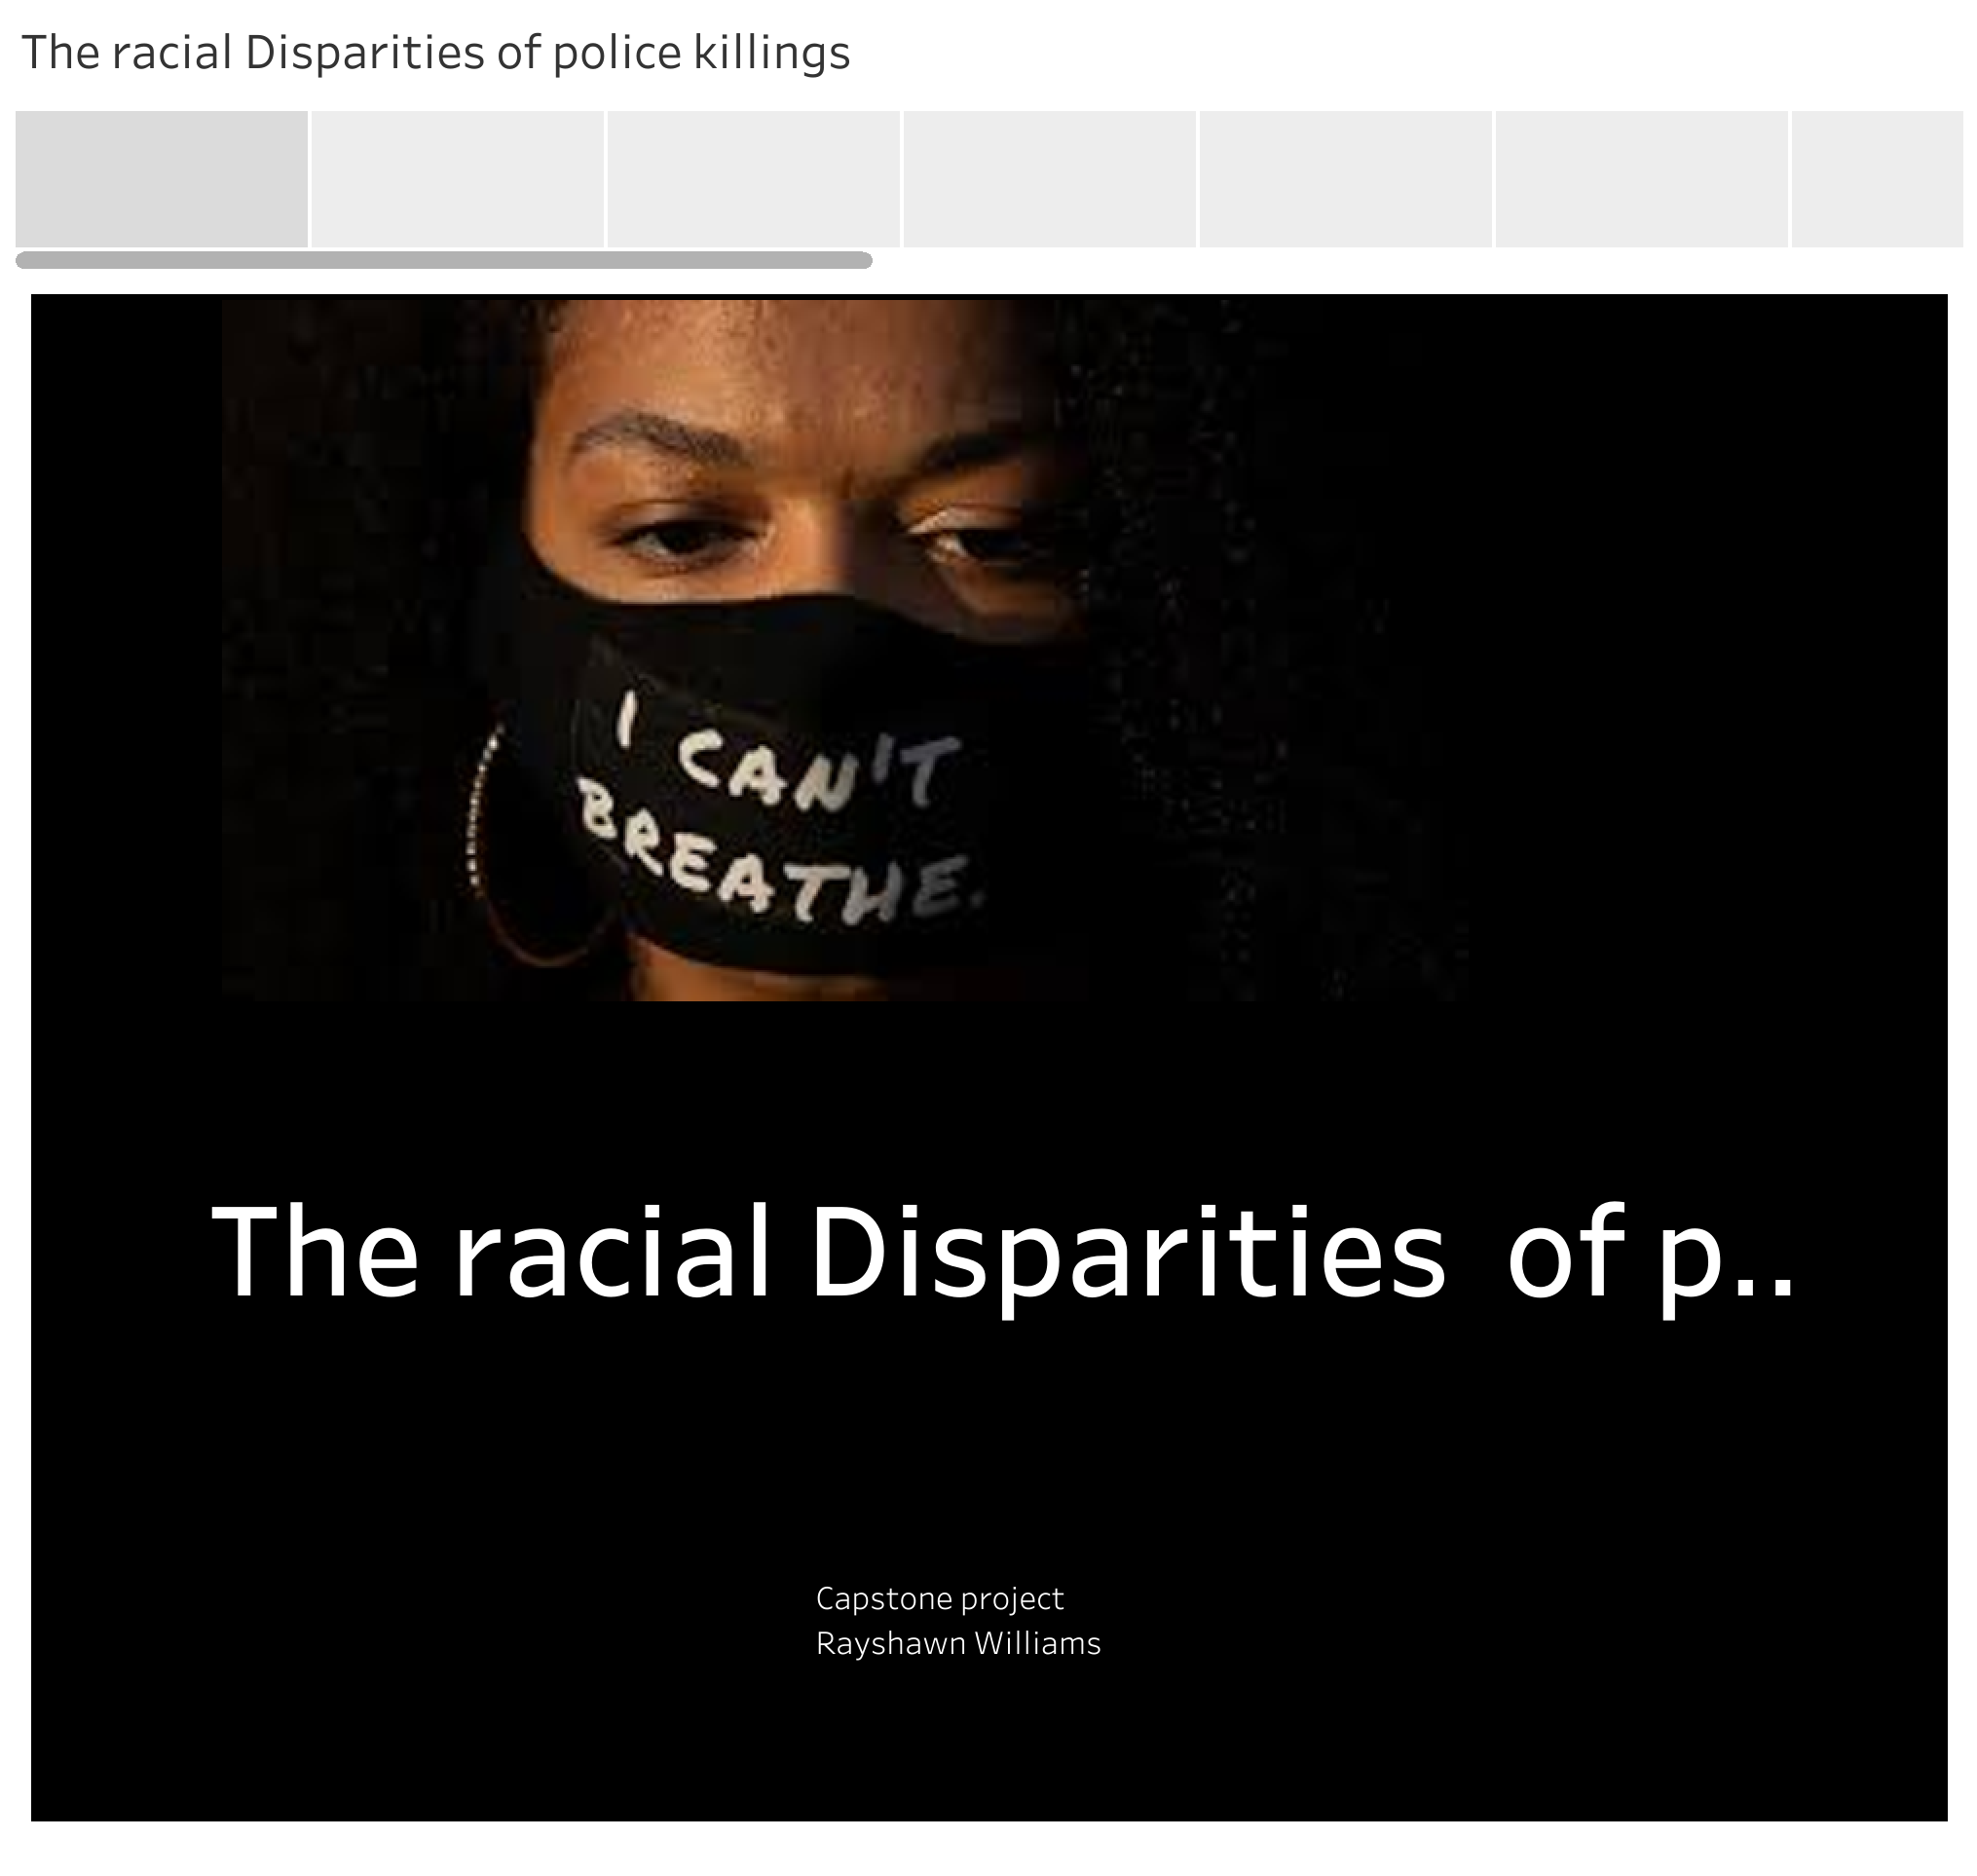 The racial Disparities of police killings
I CAN'T
BREATHE.
The racial Disparities  of p..
Capstone project
Rayshawn Williams